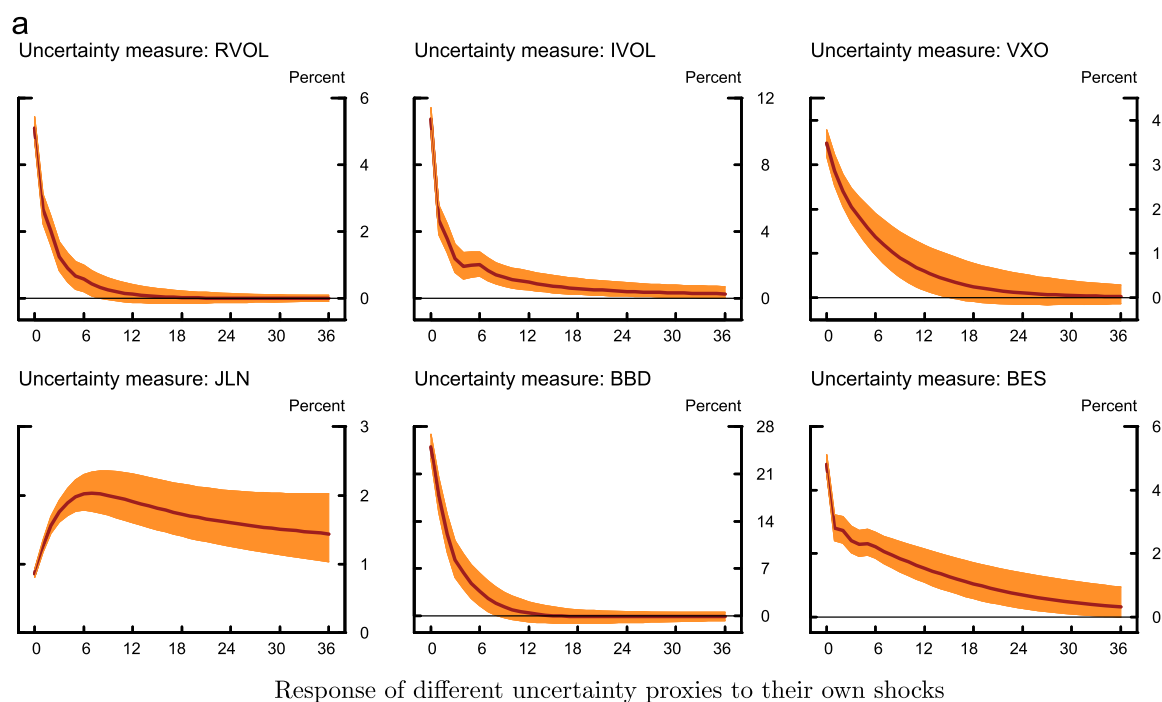 a
Uncertainty measure: RVOL
Percent
6
4
2
0
0 6 12 18 24 30 36
Uncertainty measure: IVOL
Percent
12
8
4
0
0 6 12 18 24 30 36
Uncertainty measure: VXO
Percent
4
3
2
1
0
0 6 12 18 24 30 36
Uncertainty measure: JLN
Percent
3
2
1
0
0 6 12 18 24 30 36
Uncertainty measure: BBD
Percent
28
21
14
7
0
0 6 12 18 24 30 36
Uncertainty measure: BES
Percent
6
4
2
0
0 6 12 18 24 30 36
Response of different uncertainty proxies to their own shocks